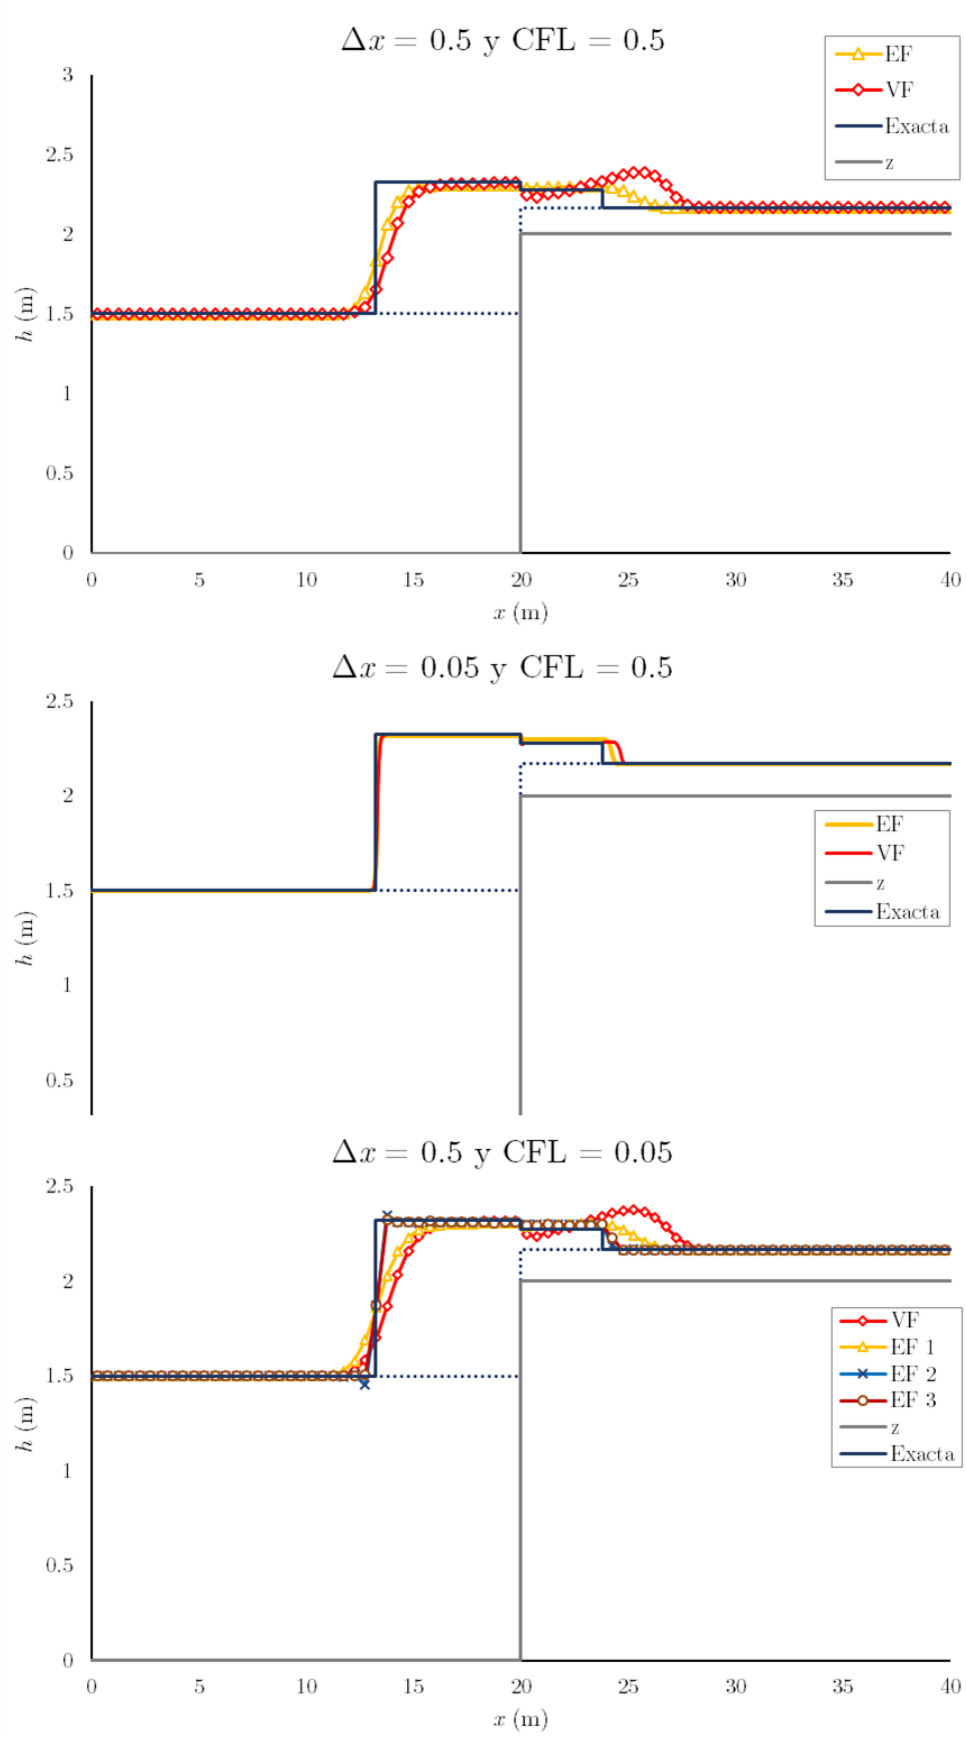 Δx = 0.5 y CFL = 0.5
EF
VF
Exacta
z
3
2.5
2
1.5
1
0.5
0
h (m)
0 5 10 15 20 25 30 35 40
x (m)
Δx = 0.05 y CFL = 0.5
2.5
2
1.5
1
0.5
h (m)
EF
VF
z
Exacta
Δx = 0.5 y CFL = 0.05
2.5
2
1.5
1
0.5
0
h (m)
VF
EF 1
EF 2
EF 3
z
Exacta
0 5 10 15 20 25 30 35 40
x (m)